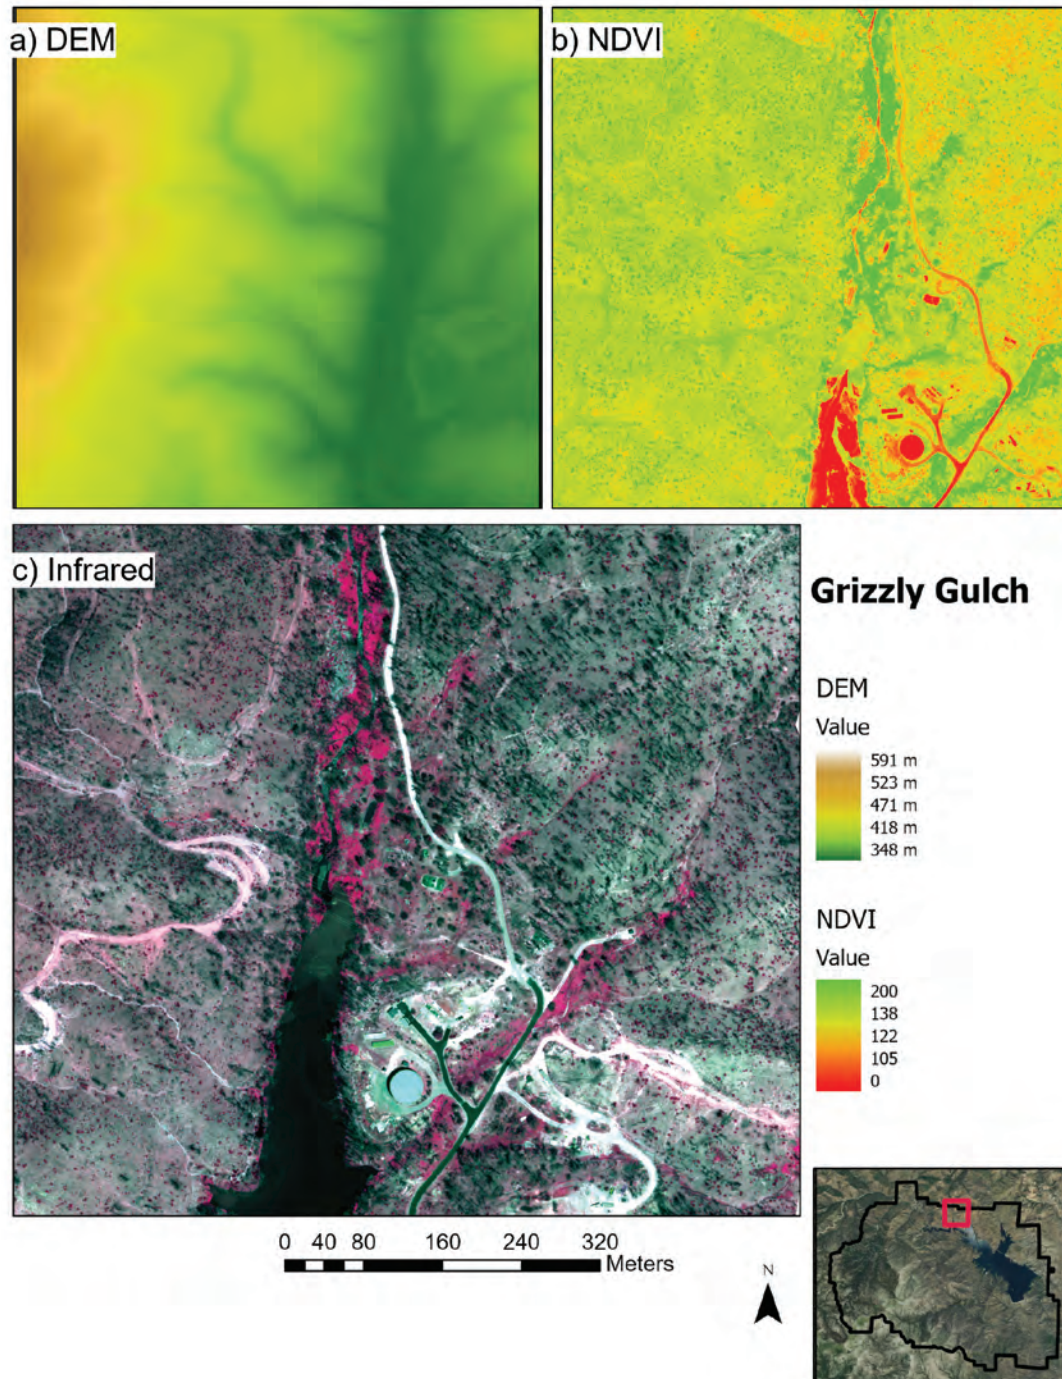 a) DEM
b) NDVI
c) Infrared
Grizzly Gulch
DEM
Value
591 m
523 m
471 m
418 m
348 m
NDVI
Value
200
138
122
105
0
0 40 80 160 240 320
Meters
N